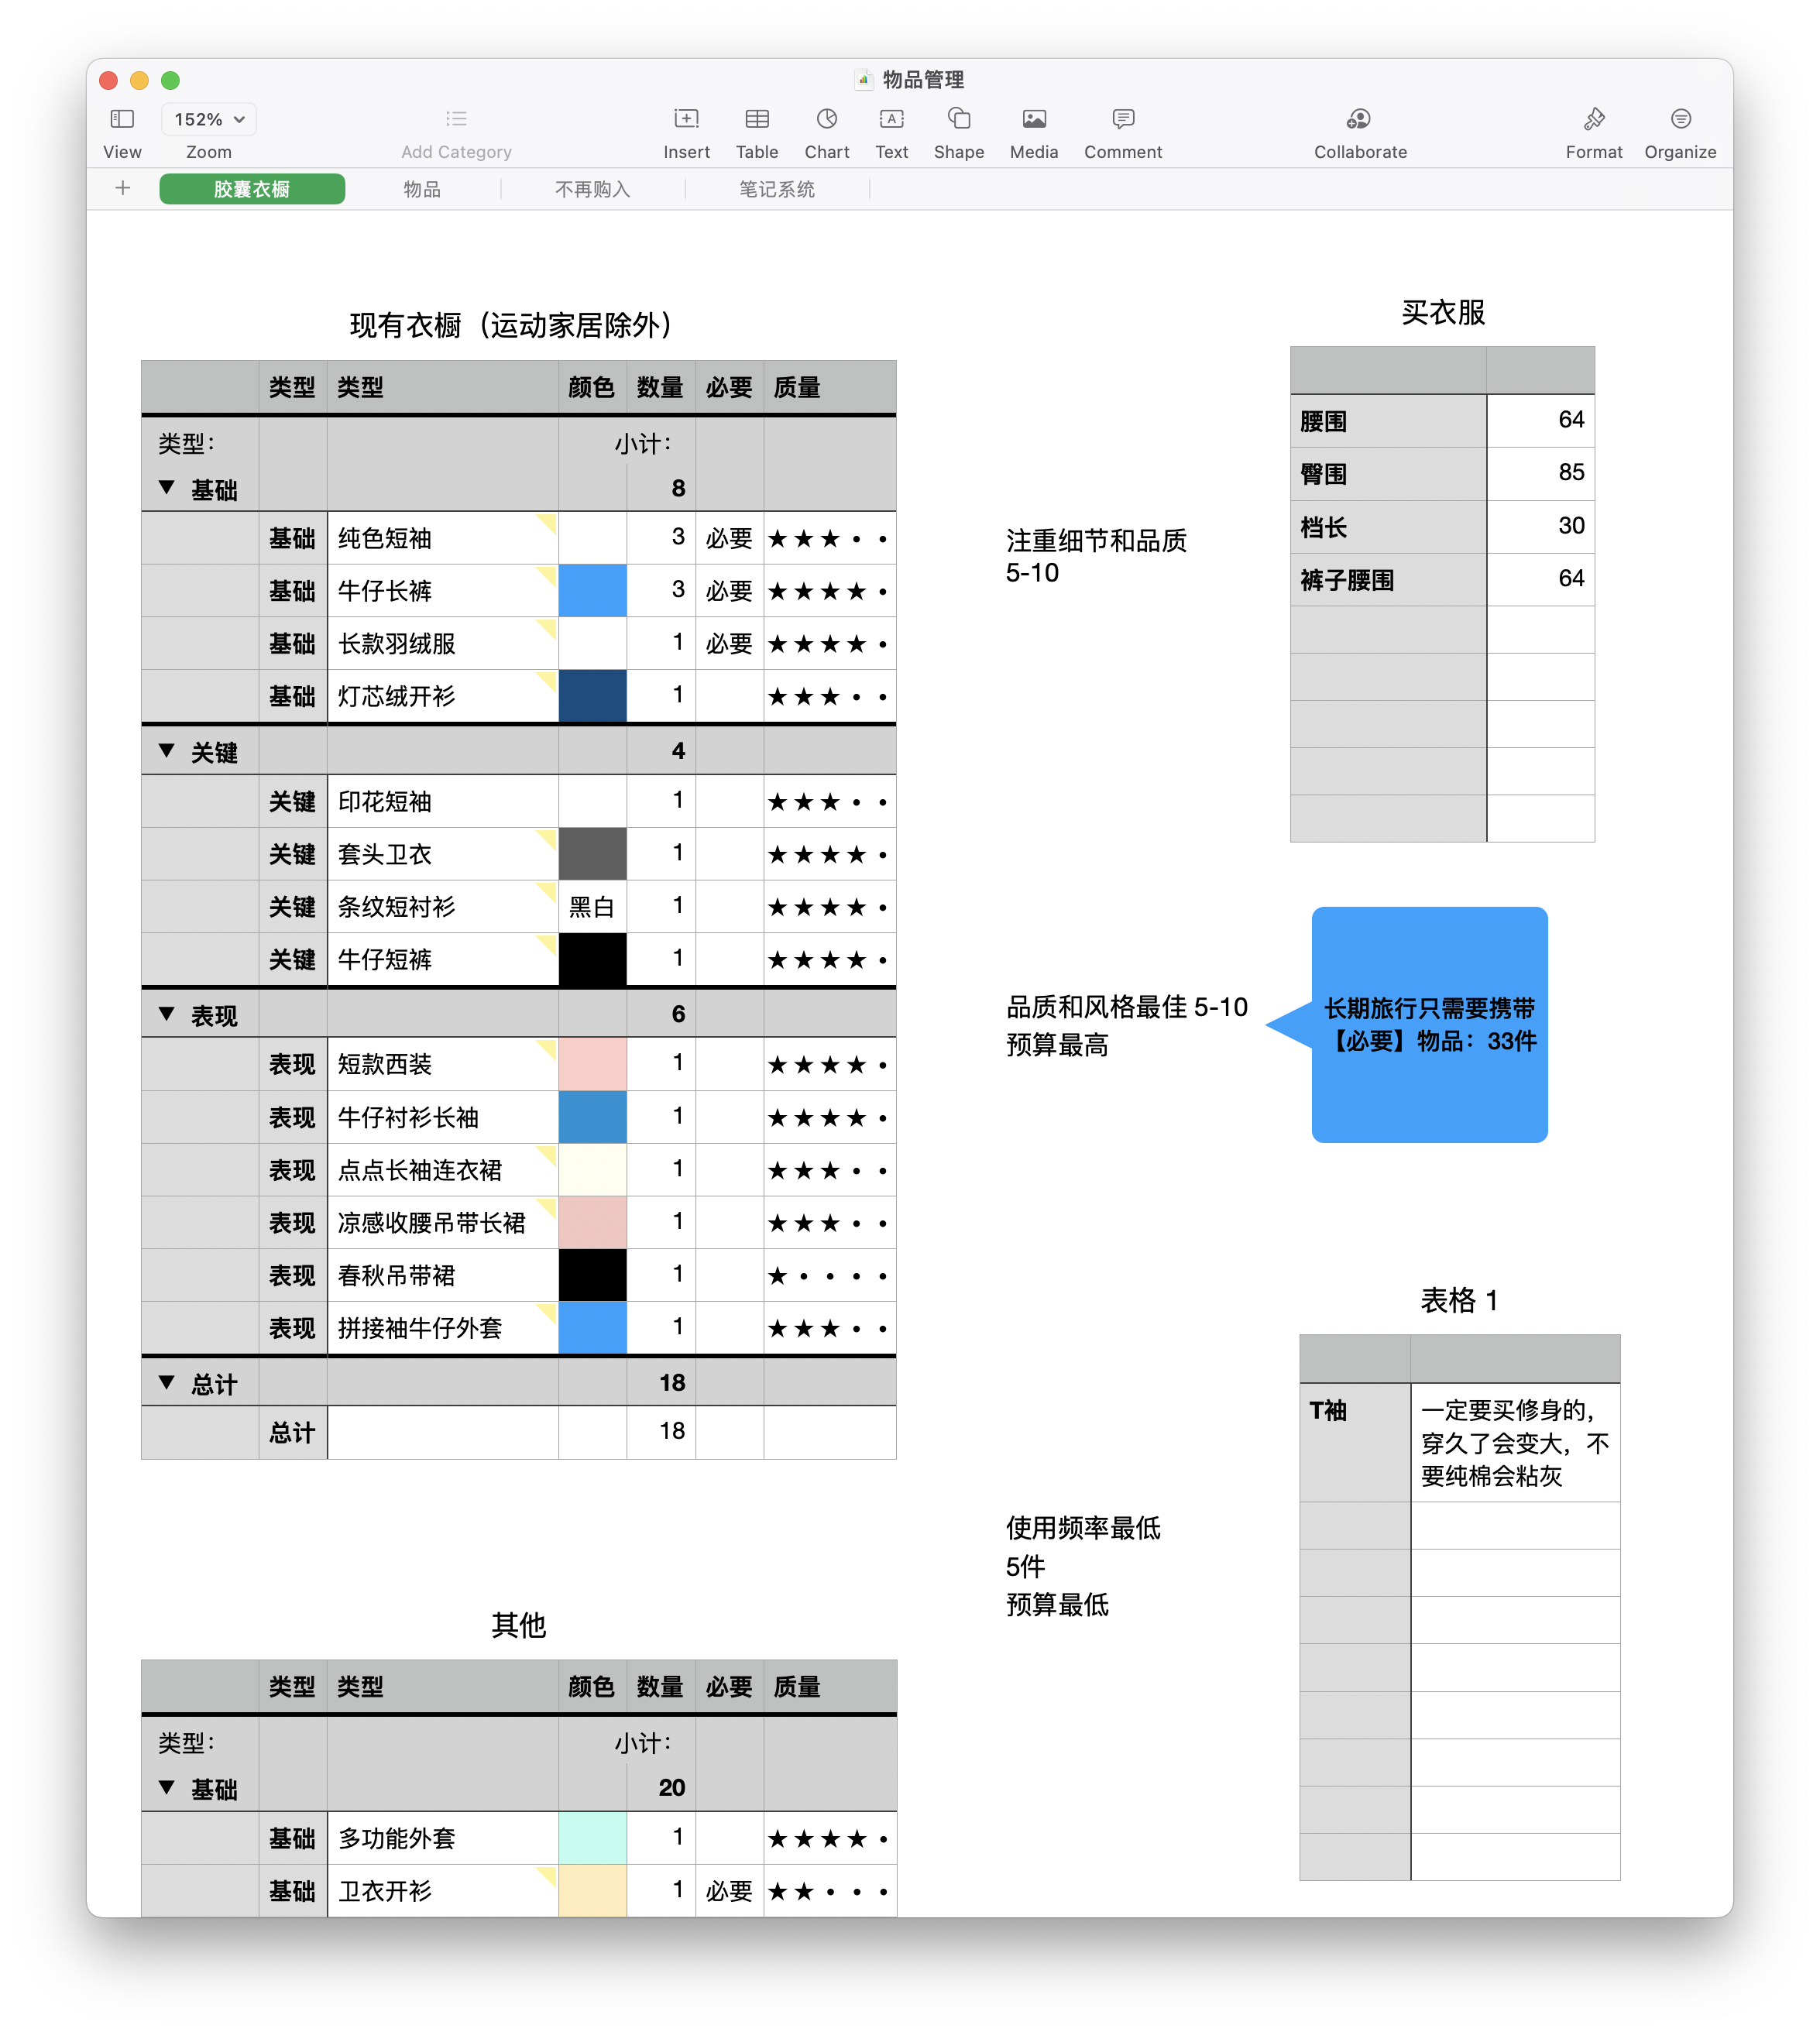 物品管理
152%
View
Zoom
Add Category
Insert
Table
Chart
Text
Shape
Media
Comment
Collaborate
Format
Organize
胶囊衣橱
物品
不再购入
笔记系统
现有衣橱（运动家居除外）
类型 类型 颜色 数量 必要 质量
类型： 小计：
▼ 基础 8
基础 纯色短袖 3 必要 ★★★••
基础 牛仔长裤 3 必要 ★★★★•
基础 长款羽绒服 1 必要 ★★★★•
基础 灯芯绒开衫 1 ★★★••
▼ 关键 4
关键 印花短袖 1 ★★★••
关键 套头卫衣 1 ★★★★•
关键 条纹短衬衫 黑白 1 ★★★★•
关键 牛仔短裤 1 ★★★★•
▼ 表现 6
表现 短款西装 1 ★★★★•
表现 牛仔衬衫长袖 1 ★★★★•
表现 点点长袖连衣裙 1 ★★★••
表现 凉感收腰吊带长裙 1 ★★★••
表现 春秋吊带裙 1 ★••••
表现 拼接袖牛仔外套 1 ★★★••
▼ 总计 18
总计 18
其他
类型 类型 颜色 数量 必要 质量
类型： 小计：
▼ 基础 20
基础 多功能外套 1 ★★★★•
基础 卫衣开衫 1 必要 ★★•••
注重细节和品质
5-10
品质和风格最佳 5-10
预算最高
使用频率最低
5件
预算最低
买衣服
腰围 64
臀围 85
档长 30
裤子腰围 64
长期旅行只需要携带
【必要】物品：33件
表格 1
T袖 一定要买修身的，
穿久了会变大，不
要纯棉会粘灰